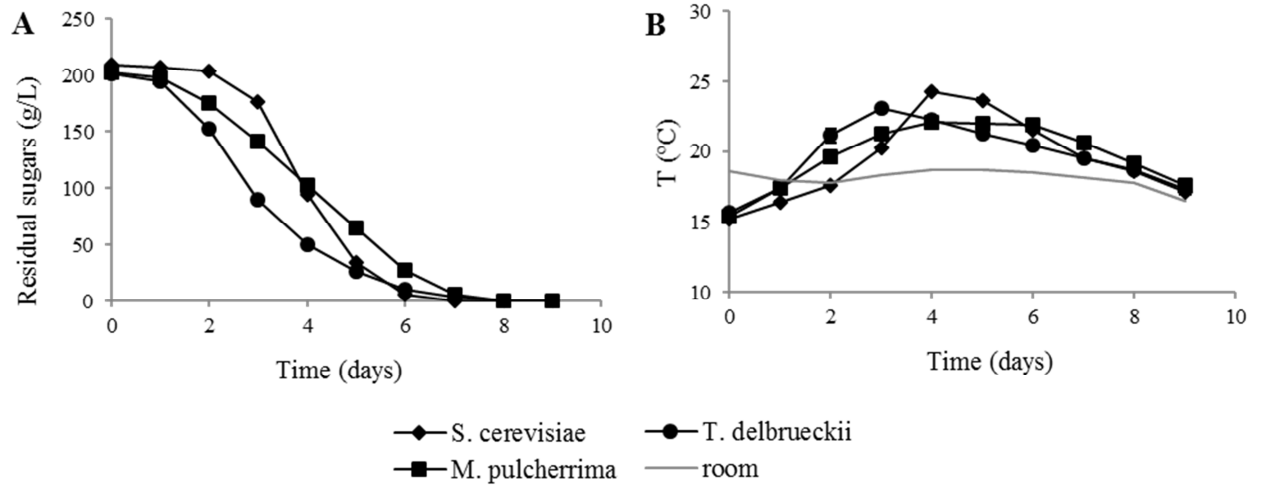 A
250
200
150
100
50
0
0 2 4 6 8 10
Residual sugars (g/L)
Time (days)
B
30
25
20
15
10
0 2 4 6 8 10
T (ºC)
Time (days)
S. cerevisiae
T. delbrueckii
M. pulcherrima
room